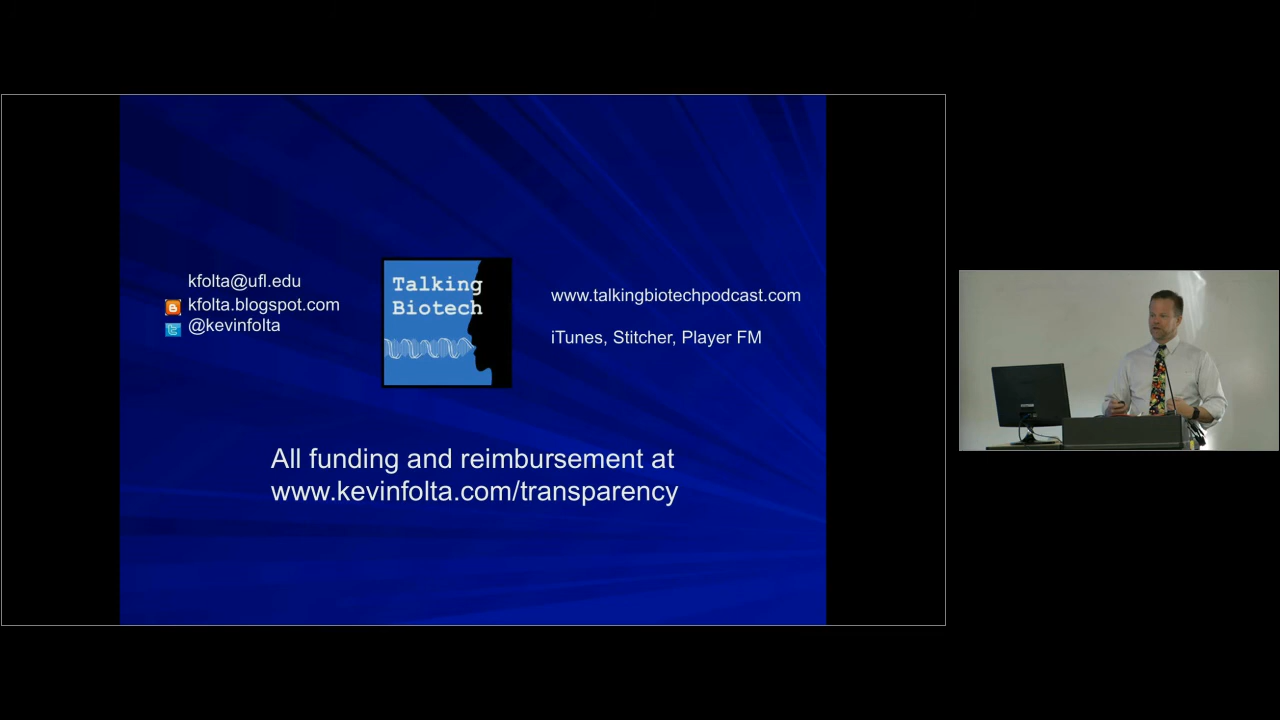 kfolta@ufl.edu
kfolta.blogspot.com
@kevinfolta
Talking
Biotech
www.talkingbiotechpodcast.com
iTunes, Stitcher, Player FM
All funding and reimbursement at
www.kevinfolta.com/transparency